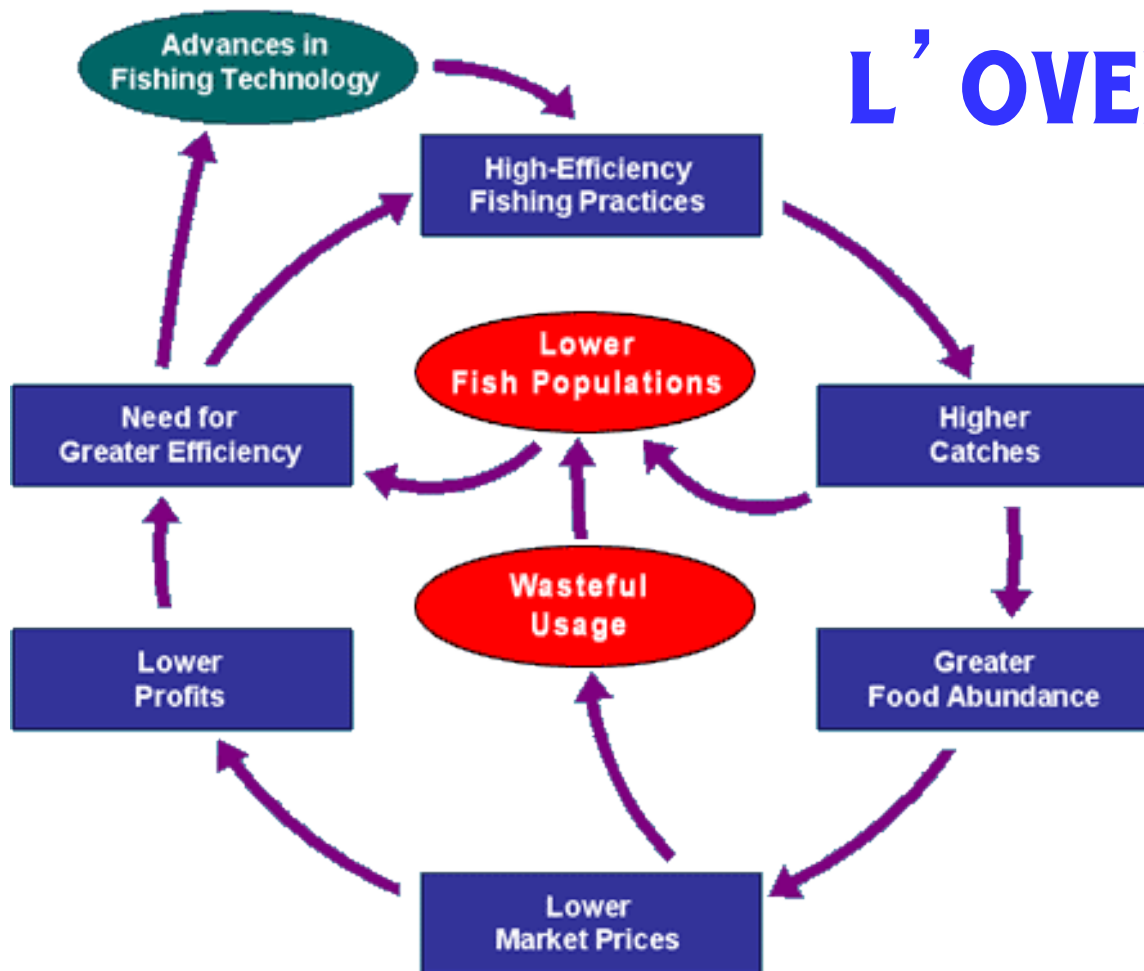 Advances in
Fishing Technology
L’OVE
High-Efficiency
Fishing Practices
Lower
Fish Populations
Need for
Greater Efficiency
Higher
Catches
Wasteful
Usage
Lower
Profits
Greater
Food Abundance
Lower
Market Prices